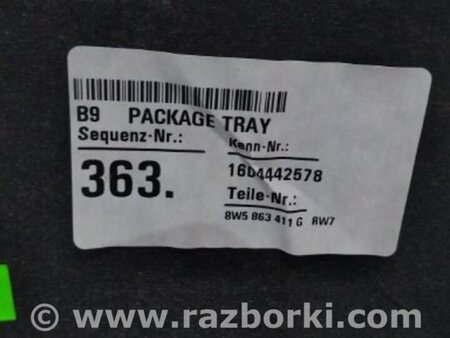 B9 PACKAGE TRAY
Sequenz-Nr.: Kenn-Nr.:
363. 1604442578
Teile-Nr.:
8W5 863 411 G RW7
© www.razborki.com